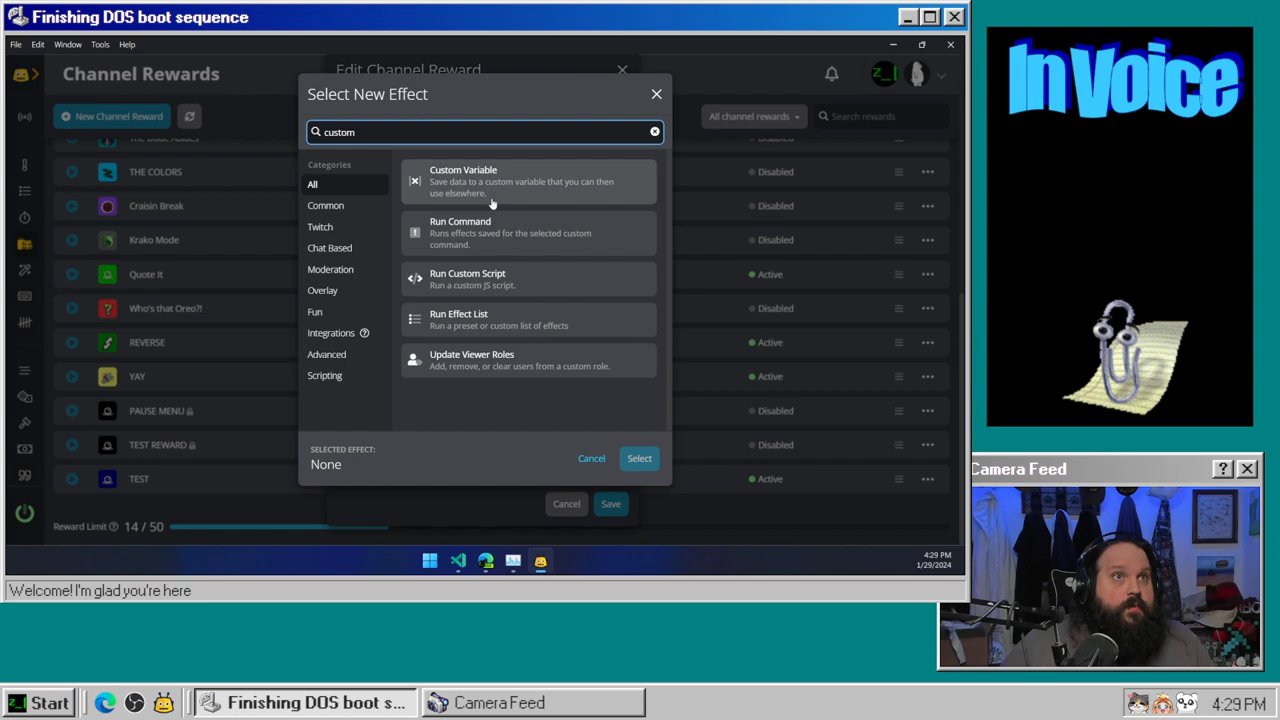 Finishing DOS boot sequence
File Edit Window Tools Help
Channel Rewards
Edit Channel Reward
New Channel Reward
All channel rewards
Search rewards
Select New Effect
custom
Categories
All
Common
Twitch
Chat Based
Moderation
Overlay
Fun
Integrations
Advanced
Scripting
Custom Variable
Save data to a custom variable that you can then
use elsewhere.
Run Command
Runs effects saved for the selected custom
command.
Run Custom Script
Run a custom JS script.
Run Effect List
Run a preset or custom list of effects
Update Viewer Roles
Add, remove, or clear users from a custom role.
SELECTED EFFECT:
None
Cancel
Select
Cancel
Save
THE COLORS Disabled
Craisin Break Disabled
Krako Mode Disabled
Quote It Active
Who's that Oreo?! Disabled
REVERSE Active
YAY Active
PAUSE MENU Disabled
TEST REWARD Disabled
TEST Active
Reward Limit 14 / 50
4:29 PM
1/29/2024
Welcome! I'm glad you're here
In Voice
Camera Feed
Start
Finishing DOS boot s...
Camera Feed
4:29 PM